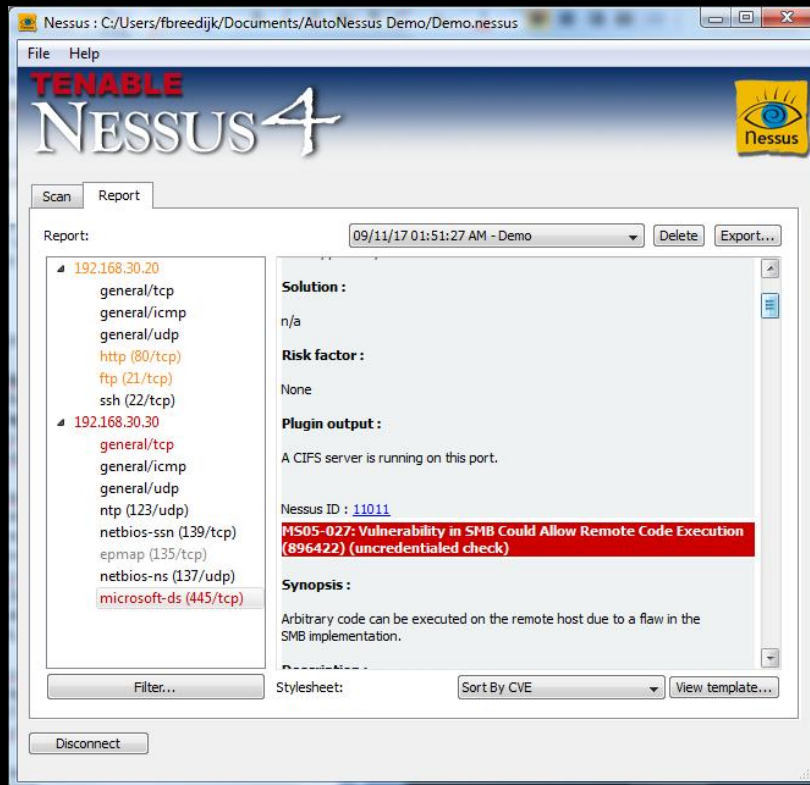 Nessus : C:/Users/fbreedijk/Documents/AutoNessus Demo/Demo.nessus
File Help
TENABLE
NESSUS 4
Nessus
Scan Report
Report:
09/11/17 01:51:27 AM - Demo
Delete
Export...
192.168.30.20
general/tcp
general/icmp
general/udp
http (80/tcp)
ftp (21/tcp)
ssh (22/tcp)
192.168.30.30
general/tcp
general/icmp
general/udp
ntp (123/udp)
netbios-ssn (139/tcp)
epmap (135/tcp)
netbios-ns (137/udp)
microsoft-ds (445/tcp)
Filter...
Solution :
n/a
Risk factor :
None
Plugin output :
A CIFS server is running on this port.
Nessus ID : 11011
MS05-027: Vulnerability in SMB Could Allow Remote Code Execution
(896422) (uncredentialed check)
Synopsis :
Arbitrary code can be executed on the remote host due to a flaw in the
SMB implementation.
Stylesheet:
Sort By CVE
View template...
Disconnect